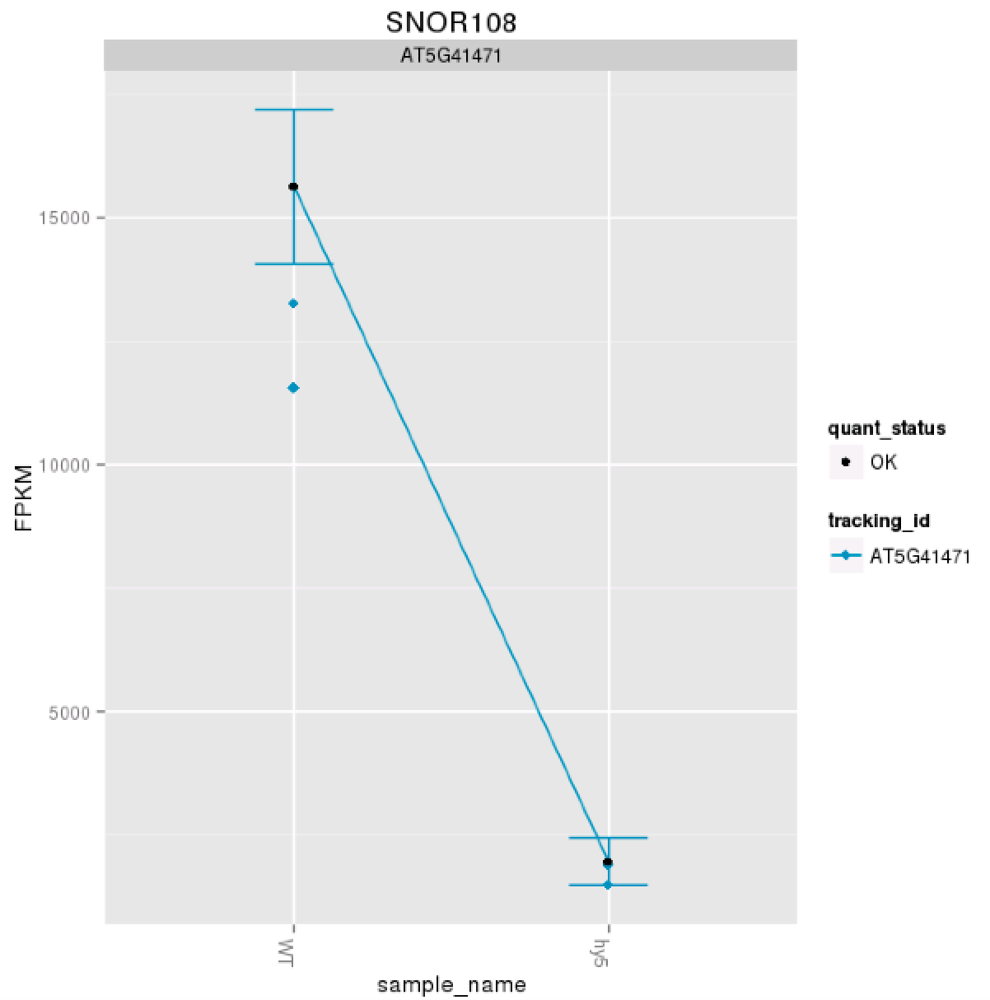 SNOR108
AT5G41471
15000
10000
5000
FPKM
WT
hy5
sample_name
quant_status
OK
tracking_id
AT5G41471